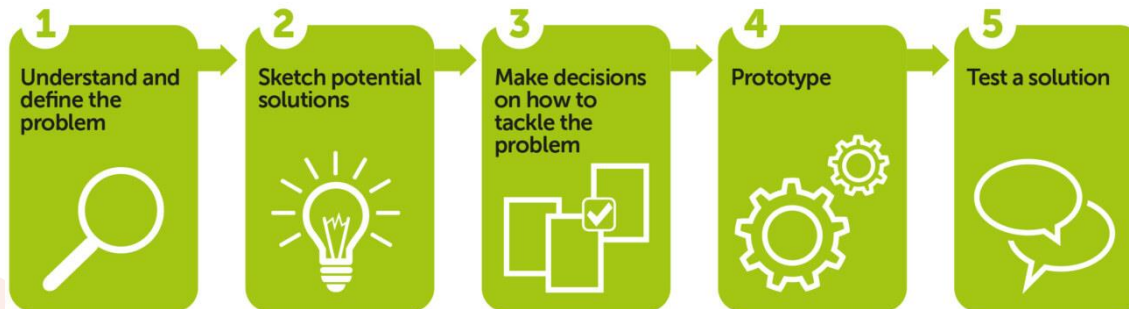 1
Understand and
define the
problem
2
Sketch potential
solutions
3
Make decisions
on how to
tackle the
problem
4
Prototype
5
Test a solution